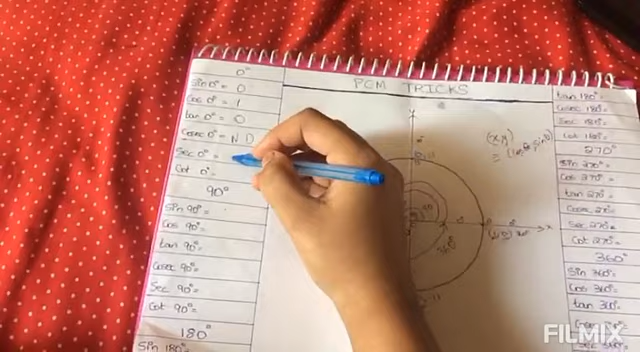 0°
sin 0° = 0
cos 0° = 1
tan 0° = 0
cosec 0° = N D
sec 0° =
cot 0° =
90°
sin 90° =
cos 90° =
tan 90° =
cosec 90° =
sec 90° =
cot 90° =
180°
sin 180° =
PCM TRICKS
(x,y)
x
tan 180° =
cosec 180° =
sec 180° =
cot 180° =
270°
sin 270° =
cos 270° =
tan 270° =
cosec 270° =
sec 270° =
cot 270° =
360°
sin 360° =
cos 360° =
tan 360° =
FILMIX